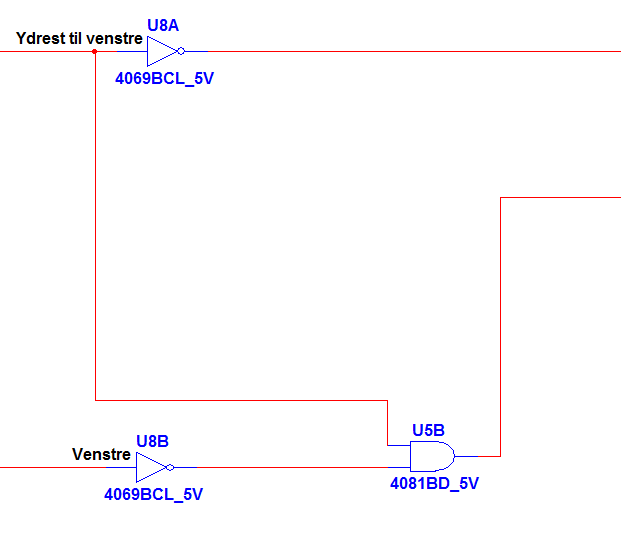 U8A
Ydrest til venstre
4069BCL_5V
U5B
U8B
Venstre
4081BD_5V
4069BCL_5V